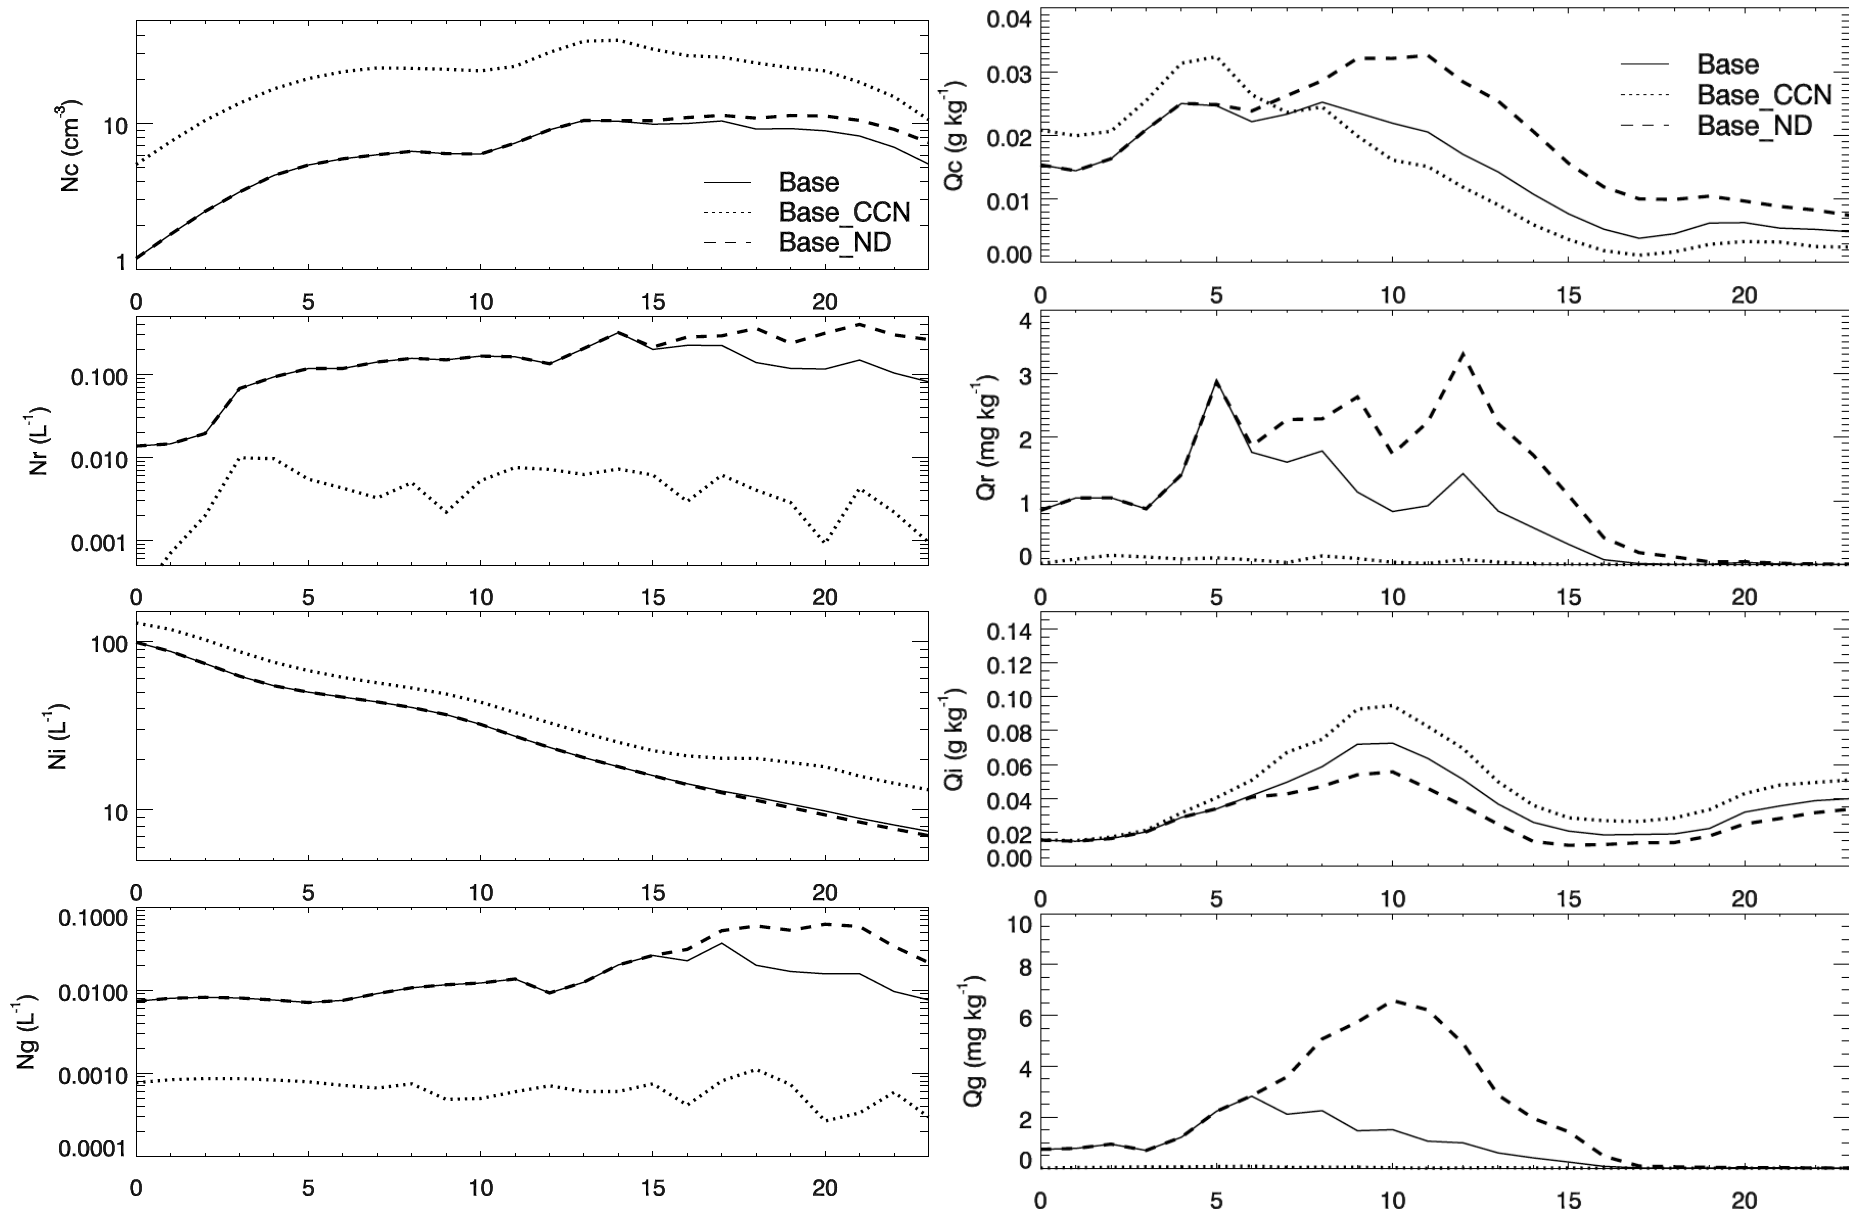 Nc (cm⁻³)
10
1
Base
Base_CCN
Base_ND
0 5 10 15 20
Qc (g kg⁻¹)
0.04
0.03
0.02
0.01
0.00
Base
Base_CCN
Base_ND
0 5 10 15 20
Nr (L⁻¹)
0.100
0.010
0.001
0 5 10 15 20
Qr (mg kg⁻¹)
4
3
2
1
0
0 5 10 15 20
Ni (L⁻¹)
100
10
0 5 10 15 20
Qi (g kg⁻¹)
0.14
0.12
0.10
0.08
0.06
0.04
0.02
0.00
0 5 10 15 20
Ng (L⁻¹)
0.1000
0.0100
0.0010
0.0001
0 5 10 15 20
Qg (mg kg⁻¹)
10
8
6
4
2
0
0 5 10 15 20